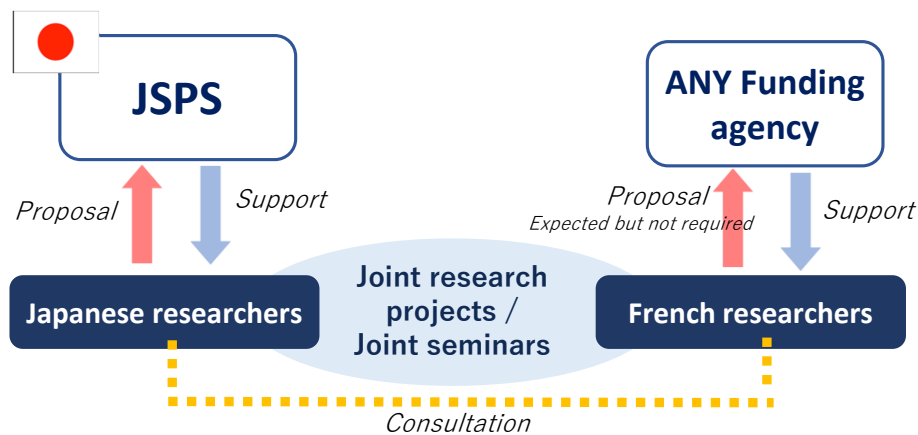 JSPS
ANY Funding
agency
Proposal
Support
Proposal
Expected but not required
Support
Japanese researchers
Joint research
projects /
Joint seminars
French researchers
Consultation